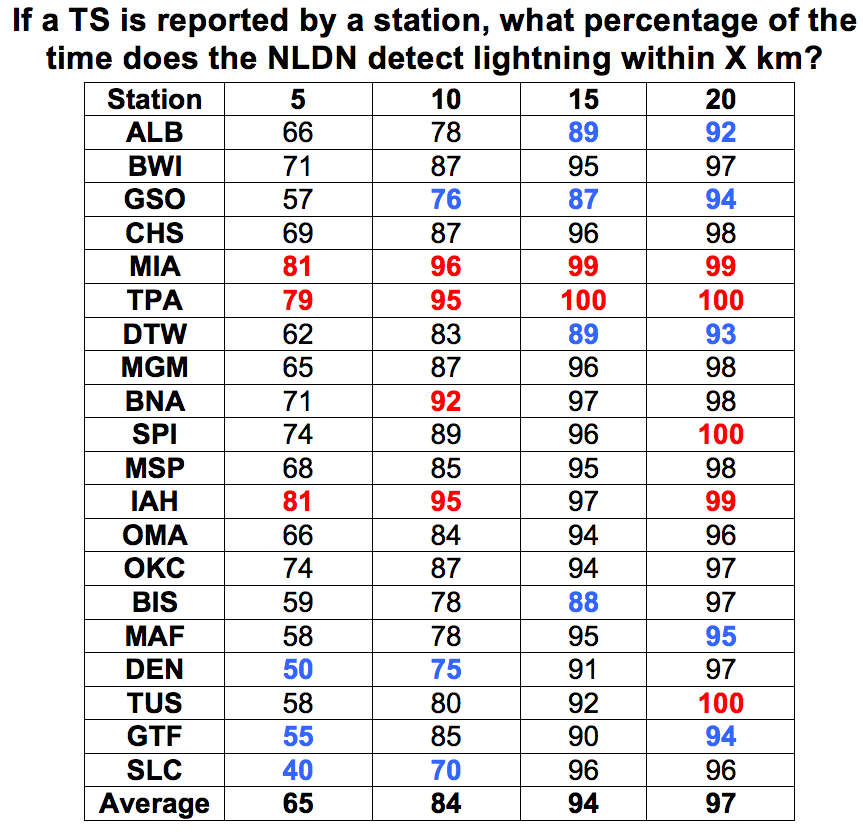 If a TS is reported by a station, what percentage of the
time does the NLDN detect lightning within X km?
Station 5 10 15 20
ALB 66 78 89 92
BWI 71 87 95 97
GSO 57 76 87 94
CHS 69 87 96 98
MIA 81 96 99 99
TPA 79 95 100 100
DTW 62 83 89 93
MGM 65 87 96 98
BNA 71 92 97 98
SPI 74 89 96 100
MSP 68 85 95 98
IAH 81 95 97 99
OMA 66 84 94 96
OKC 74 87 94 97
BIS 59 78 88 97
MAF 58 78 95 95
DEN 50 75 91 97
TUS 58 80 92 100
GTF 55 85 90 94
SLC 40 70 96 96
Average 65 84 94 97